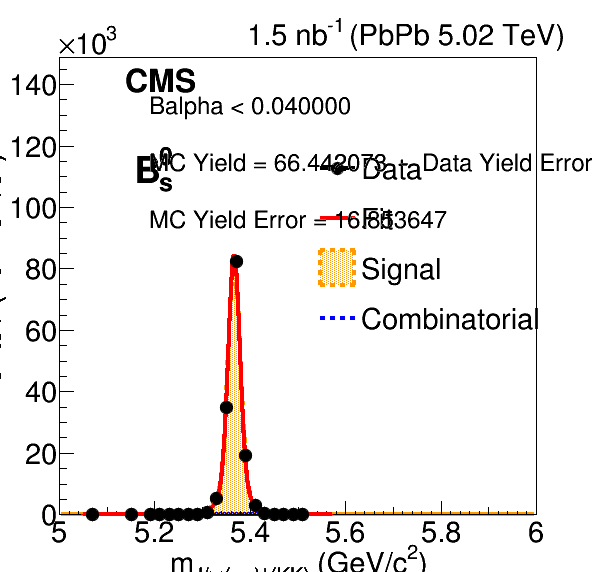 ×10³ 1.5 nb⁻¹ (PbPb 5.02 TeV)
140
CMS
Balpha < 0.040000
120
B⁰ₛ
MC Yield = 66.442073 - Data Yield Error
Data
100
MC Yield Error = 16.853647
Fit
80
Signal
60
Combinatorial
40
20
0
5 5.2 5.4 5.6 5.8 6
m (GeV/c²)